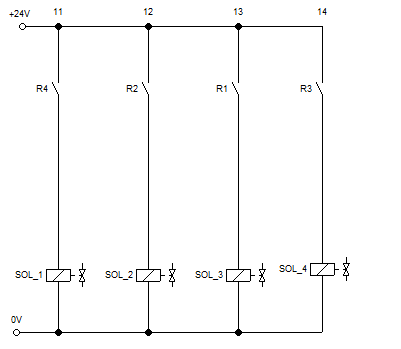 +24V 11 12 13 14
R4 R2 R1 R3
SOL_1 SOL_2 SOL_3 SOL_4
0V